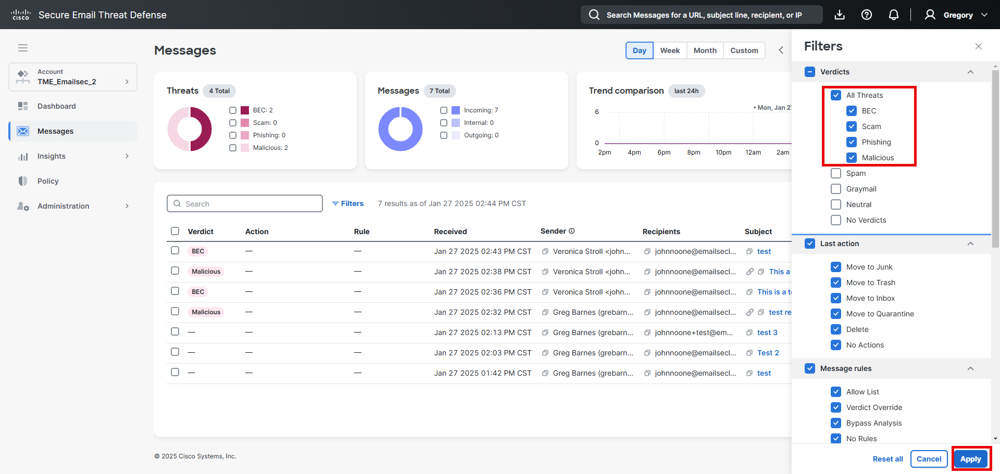 cisco
Secure Email Threat Defense
Search Messages for a URL, subject line, recipient, or IP
Gregory
Account
TME_Emailsec_2
Dashboard
Messages
Insights
Policy
Administration
Messages
Day Week Month Custom
Threats 4 Total
BEC: 2
Scam: 0
Phishing: 0
Malicious: 2
Messages 7 Total
Incoming: 7
Internal: 0
Outgoing: 0
Trend comparison last 24h
• Mon, Jan 27
6
0
2pm 4pm 6pm 8pm 10pm 12am 2am
Search
Filters
7 results as of Jan 27 2025 02:44 PM CST
Verdict Action Rule Received Sender Recipients Subject
BEC — — Jan 27 2025 02:43 PM CST Veronica Stroll <john... johnnoone@emailsecl... test
Malicious — — Jan 27 2025 02:38 PM CST Veronica Stroll <john... johnnoone@emailsecl... This a
BEC — — Jan 27 2025 02:36 PM CST Veronica Stroll <john... johnnoone@emailsecl... This is a te
Malicious — — Jan 27 2025 02:32 PM CST Greg Barnes (grebarn... johnnoone@emailsecl... test re
— — — Jan 27 2025 02:13 PM CST Greg Barnes (grebarn... johnnoone+test@em... test 3
— — — Jan 27 2025 02:03 PM CST Greg Barnes (grebarn... johnnoone@emailsecl... Test 2
— — — Jan 27 2025 01:42 PM CST Greg Barnes (grebarn... johnnoone@emailsecl... test
© 2025 Cisco Systems, Inc.
Filters
Verdicts
All Threats
BEC
Scam
Phishing
Malicious
Spam
Graymail
Neutral
No Verdicts
Last action
Move to Junk
Move to Trash
Move to Inbox
Move to Quarantine
Delete
No Actions
Message rules
Allow List
Verdict Override
Bypass Analysis
No Rules
Reset all Cancel Apply